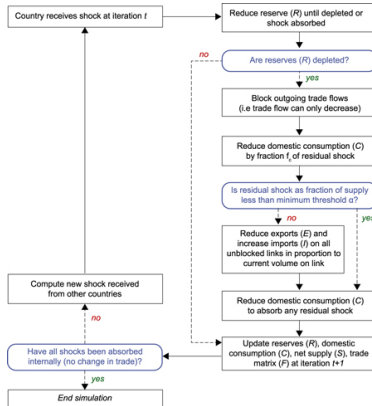 Country receives shock at iteration t
Reduce reserve (R) until depleted or
shock absorbed
no
Are reserves (R) depleted?
yes
Block outgoing trade flows
(i.e trade flow can only decrease)
Reduce domestic consumption (C)
by fraction fc of residual shock
Is residual shock as fraction of supply
less than minimum threshold α?
no
yes
Reduce exports (E) and
increase imports (I) on all
unblocked links in proportion to
current volume on link
Compute new shock received
from other countries
Reduce domestic consumption (C)
to absorb any residual shock
no
Have all shocks been absorbed
internally (no change in trade)?
Update reserves (R), domestic
consumption (C), net supply (S), trade
matrix (F) at iteration t+1
yes
End simulation